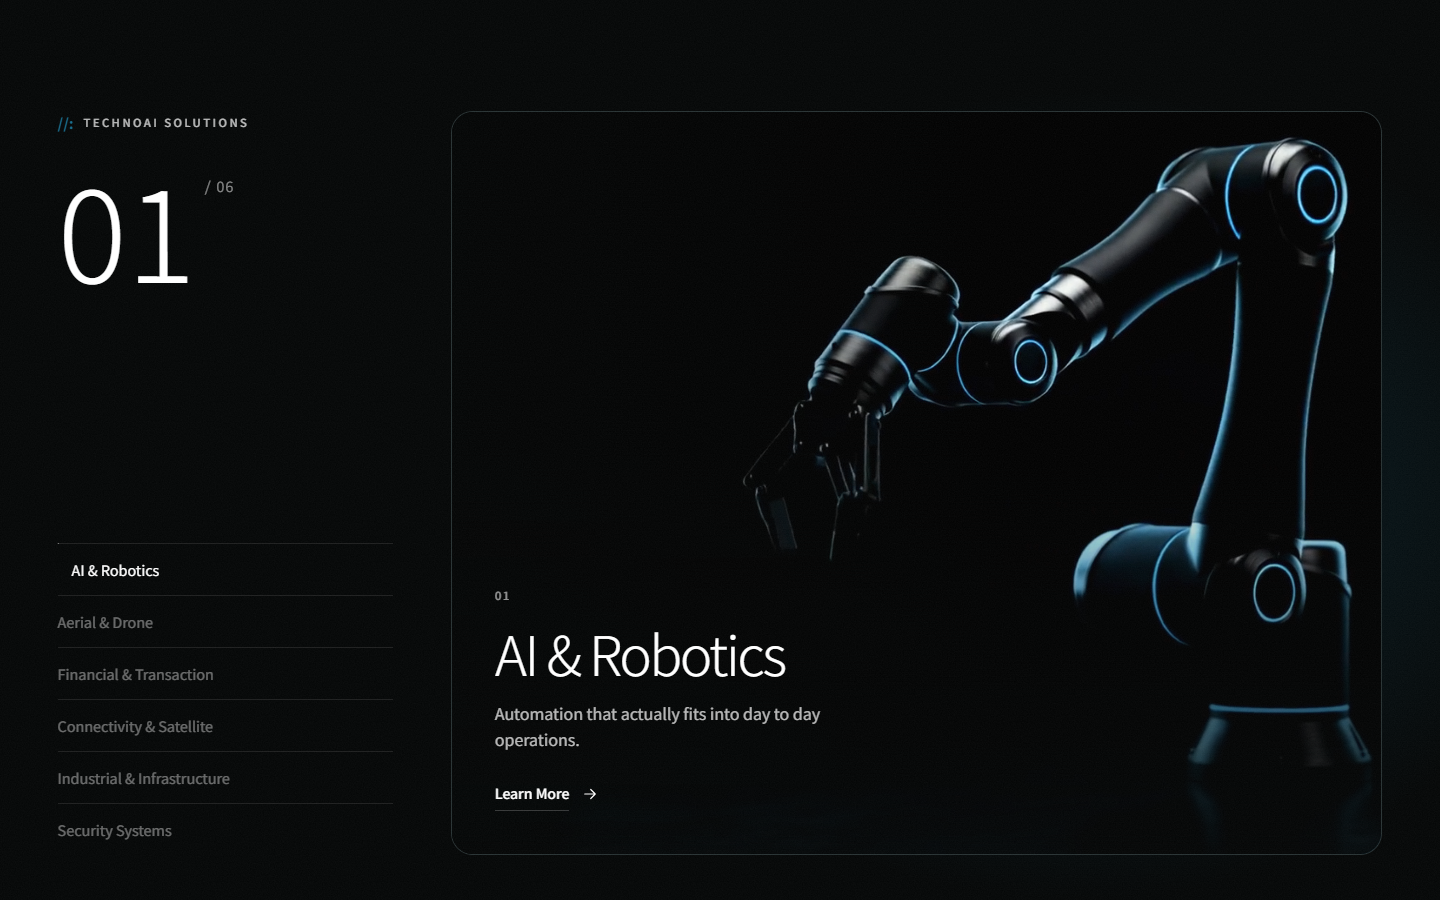 //: TECHNOAI SOLUTIONS
01 / 06
AI & Robotics
Aerial & Drone
Financial & Transaction
Connectivity & Satellite
Industrial & Infrastructure
Security Systems
01
AI & Robotics
Automation that actually fits into day to day
operations.
Learn More →